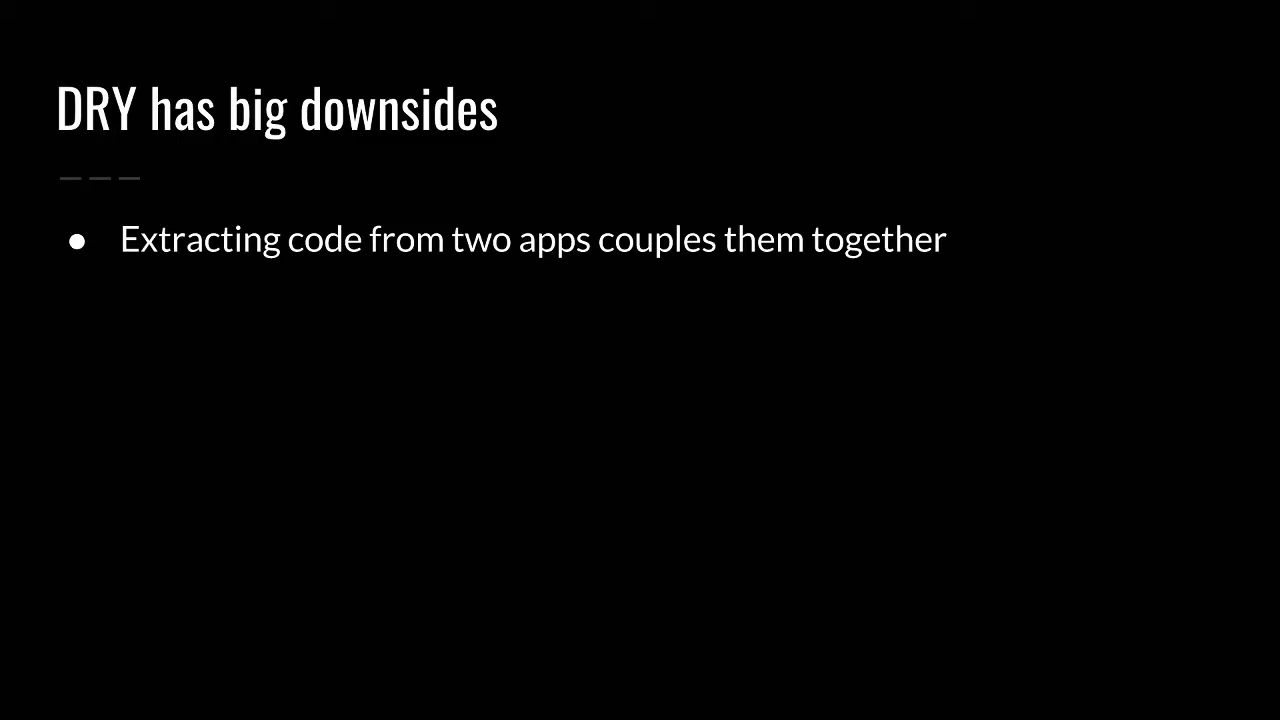 DRY has big downsides
● Extracting code from two apps couples them together